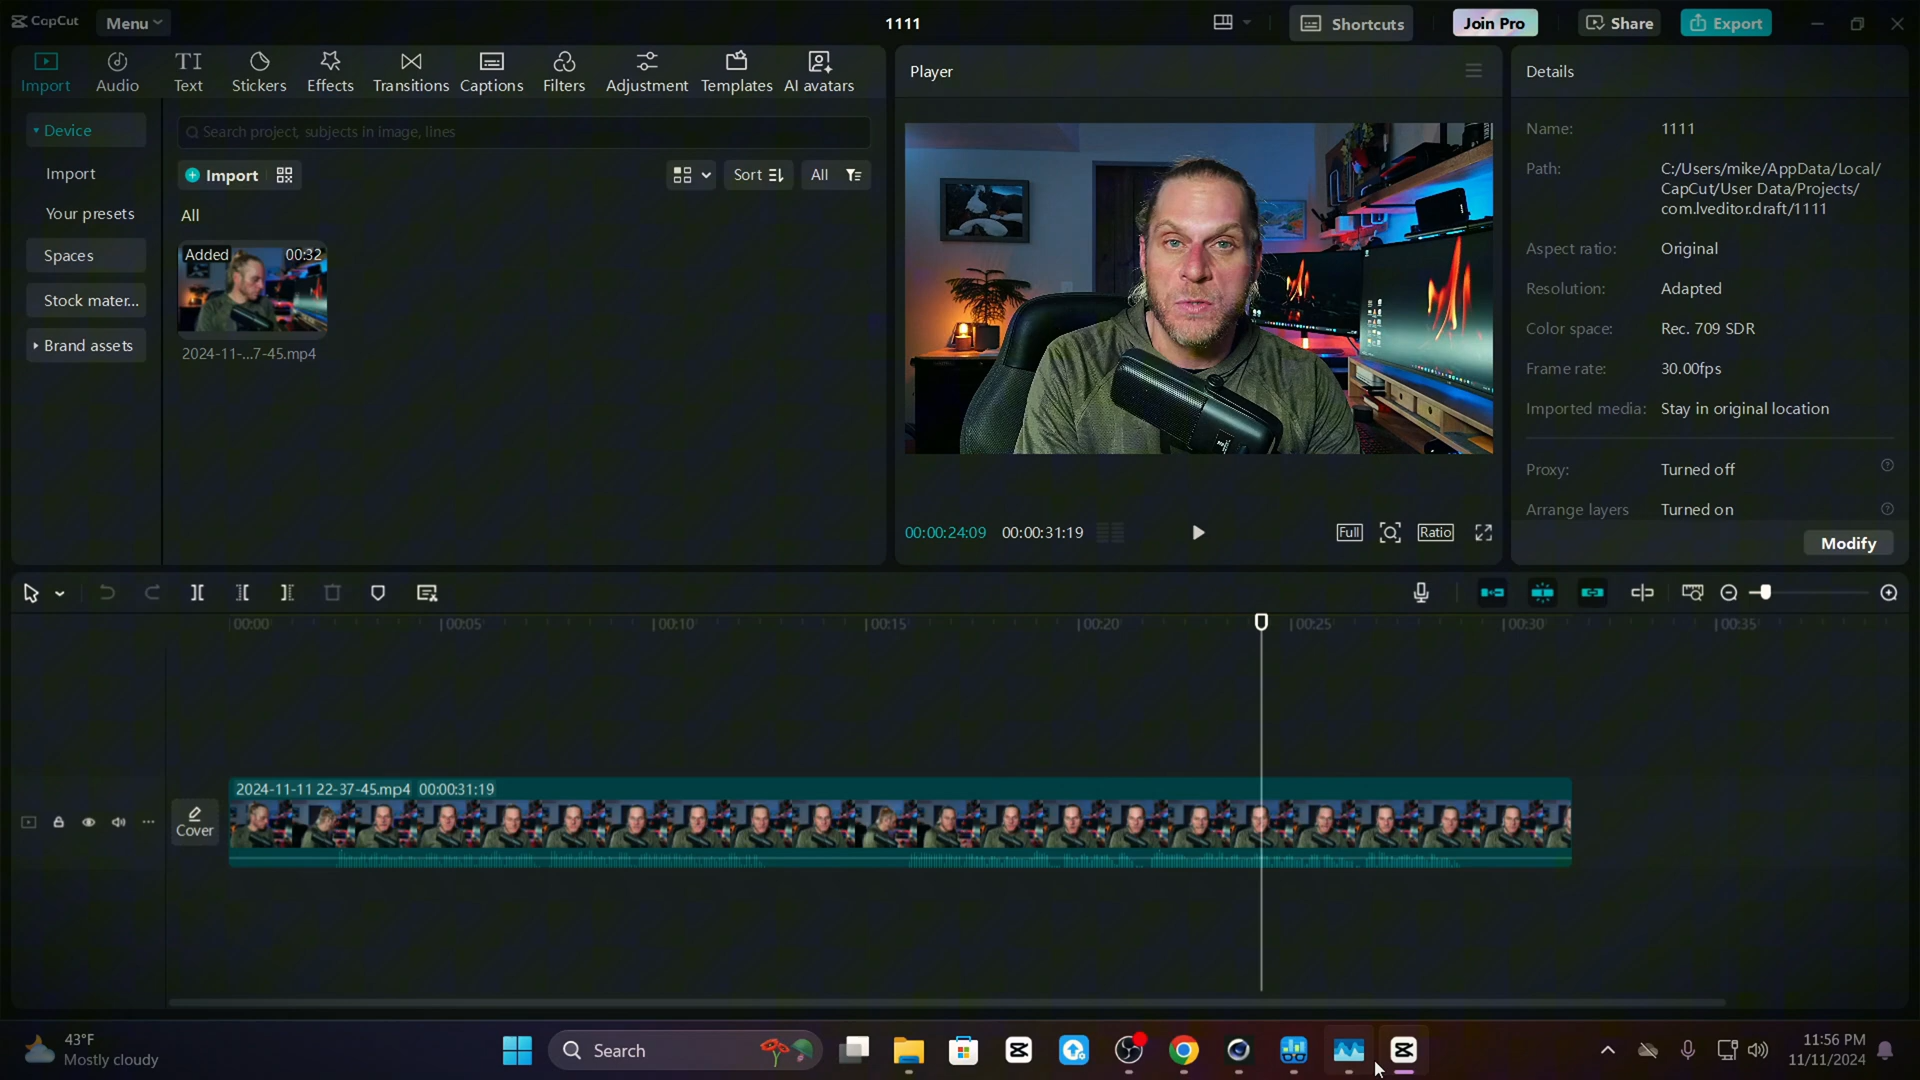 CapCut
Menu
1111
Shortcuts
Join Pro
Share
Export
Import
Audio
Text
Stickers
Effects
Transitions
Captions
Filters
Adjustment
Templates
AI avatars
Device
Import
Your presets
Spaces
Stock mater...
Brand assets
Search project, subjects in image, lines
Import
Sort
All
All
Added 00:32
2024-11-...7-45.mp4
Player
00:00:24:09 00:00:31:19
Full
Ratio
Details
Name: 1111
Path: C:/Users/mike/AppData/Local/
CapCut/User Data/Projects/
com.lveditor.draft/1111
Aspect ratio: Original
Resolution: Adapted
Color space: Rec. 709 SDR
Frame rate: 30.00fps
Imported media: Stay in original location
Proxy: Turned off
Arrange layers Turned on
Modify
00:00 00:05 00:10 00:15 00:20 00:25 00:30 00:35
2024-11-11 22-37-45.mp4 00:00:31:19
Cover
43°F
Mostly cloudy
Search
11:56 PM
11/11/2024